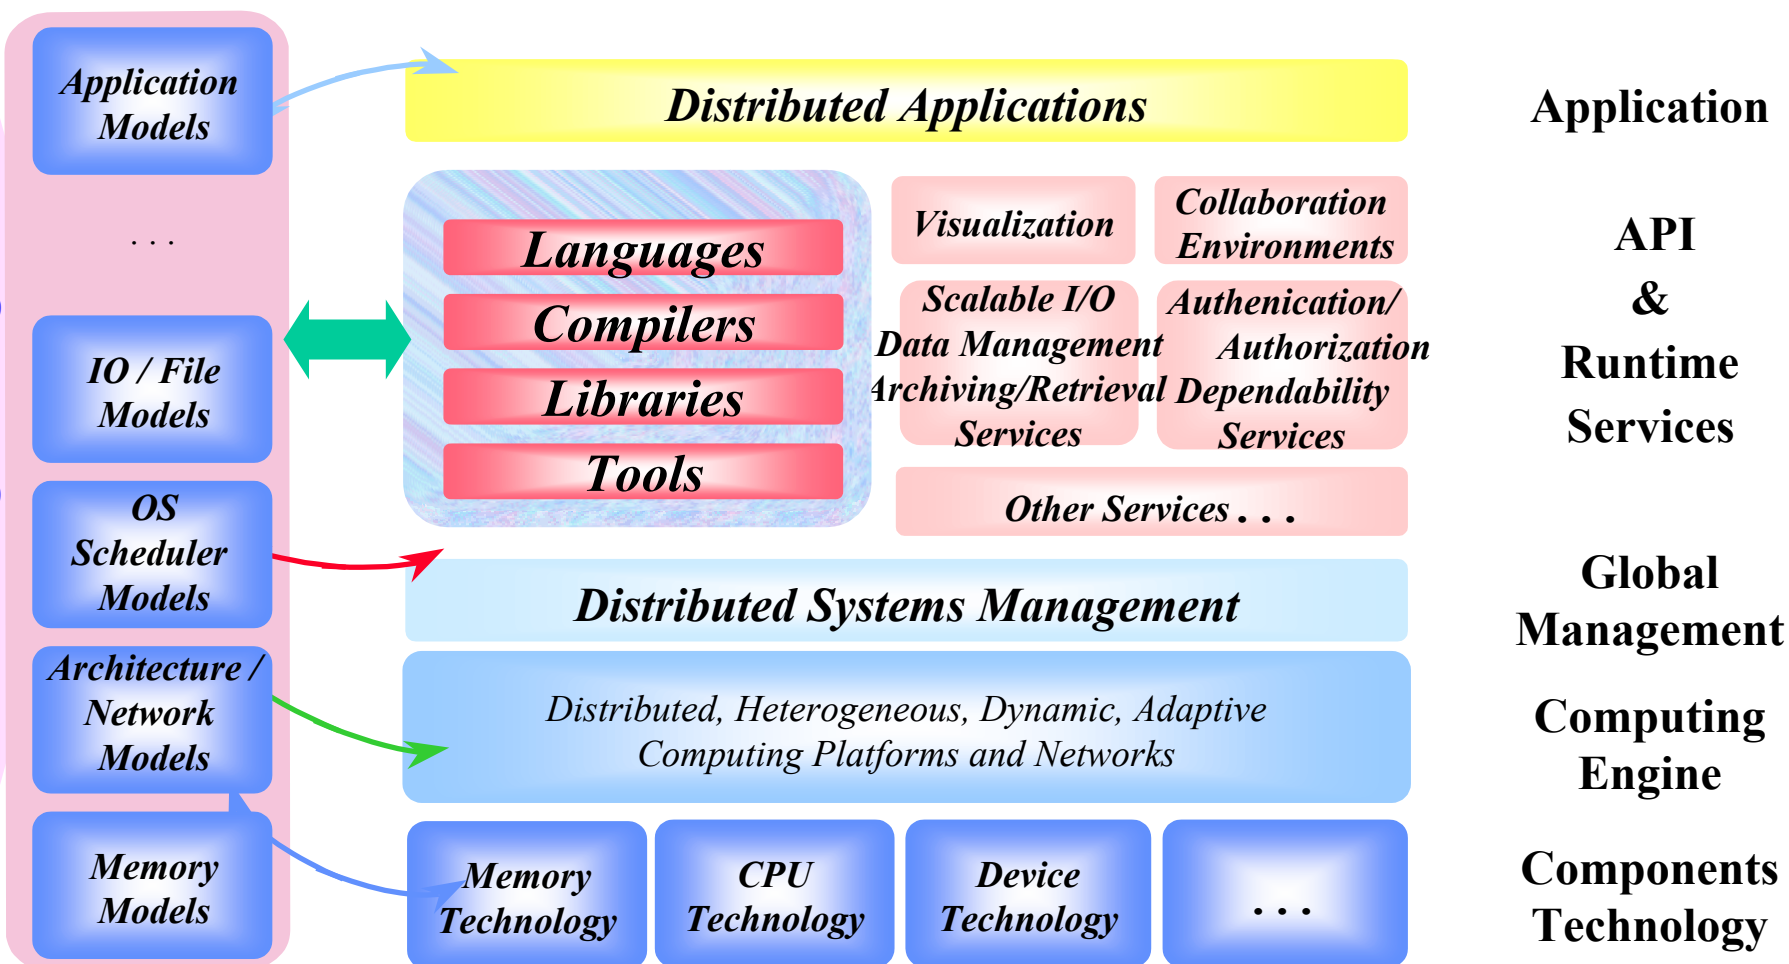 Application
Models
. . .
IO / File
Models
OS
Scheduler
Models
Architecture /
Network
Models
Memory
Models
Distributed Applications
Languages
Compilers
Libraries
Tools
Visualization
Collaboration
Environments
Scalable I/O
Data Management
Archiving/Retrieval
Services
Authenication/
Authorization
Dependability
Services
Other Services . . .
Distributed Systems Management
Distributed, Heterogeneous, Dynamic, Adaptive
Computing Platforms and Networks
Memory
Technology
CPU
Technology
Device
Technology
. . .
Application
API
&
Runtime
Services
Global
Management
Computing
Engine
Components
Technology